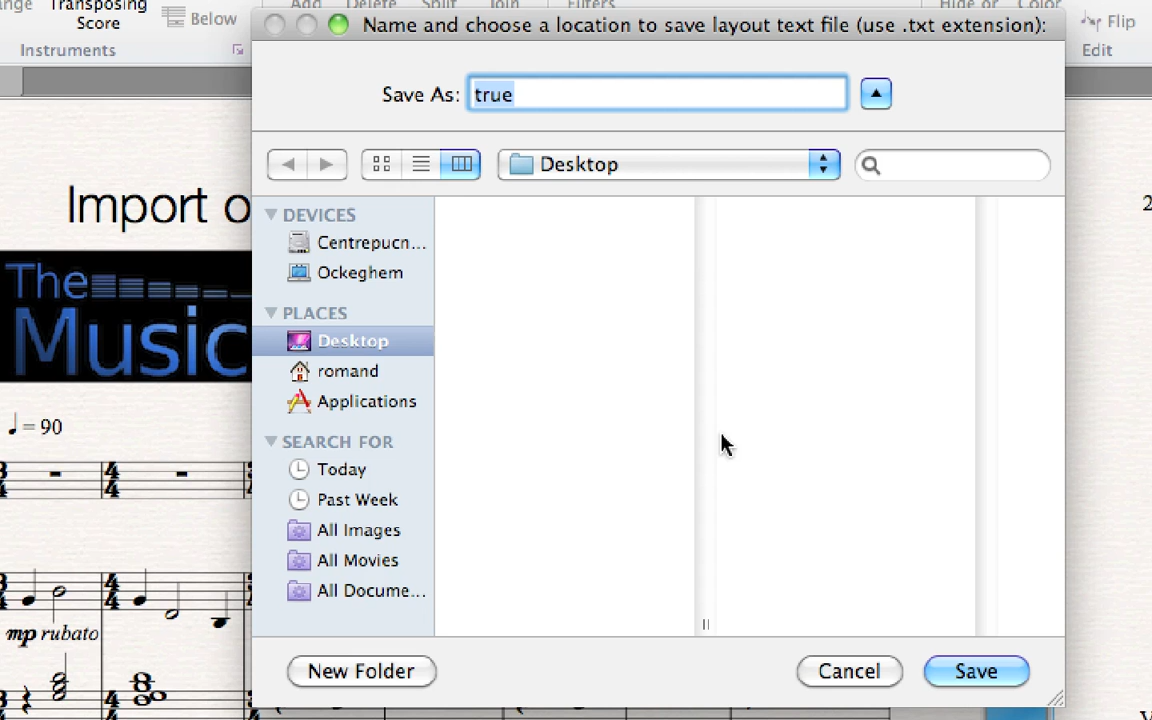 Transposing
Score
Below
Instruments
Name and choose a location to save layout text file (use .txt extension):
Flip
Edit
Save As: true
Desktop
DEVICES
Centrepucn...
Ockeghem
PLACES
Desktop
romand
Applications
SEARCH FOR
Today
Past Week
All Images
All Movies
All Docume...
Import o
The
Music
= 90
mp rubato
New Folder
Cancel
Save